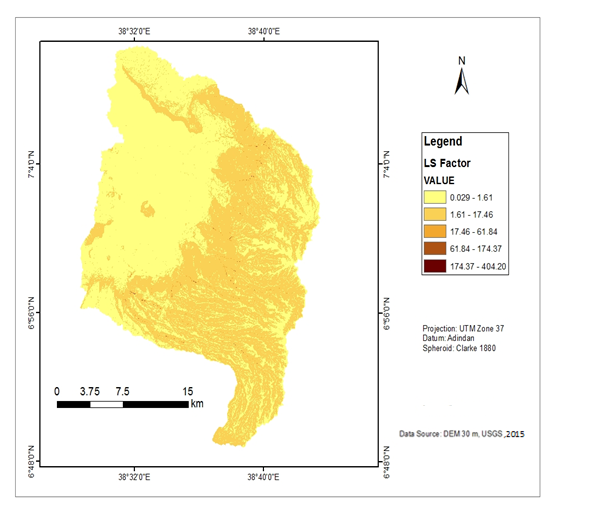 38°32'0"E 38°40'0"E
N
Legend
LS Factor
VALUE
0.029 - 1.61
1.61 - 17.46
17.46 - 61.84
61.84 - 174.37
174.37 - 404.20
7°4'0"N 7°4'0"N
6°56'0"N 6°56'0"N
Projection: UTM Zone 37
Datum: Adindan
Spheroid: Clarke 1880
0 3.75 7.5 15
km
Data Source: DEM 30 m, USGS ,2015
6°48'0"N 6°48'0"N
38°32'0"E 38°40'0"E